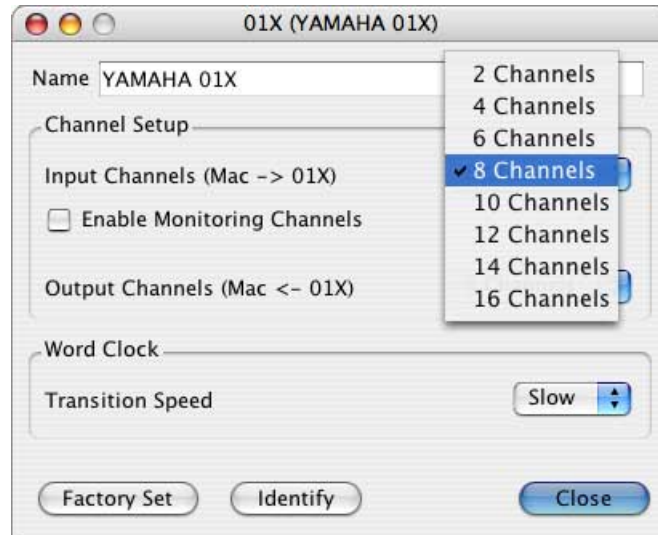 01X (YAMAHA 01X)
Name YAMAHA 01X
Channel Setup
Input Channels (Mac -> 01X)
Enable Monitoring Channels
Output Channels (Mac <- 01X)
2 Channels
4 Channels
6 Channels
✓ 8 Channels
10 Channels
12 Channels
14 Channels
16 Channels
Word Clock
Transition Speed Slow
Factory Set Identify Close